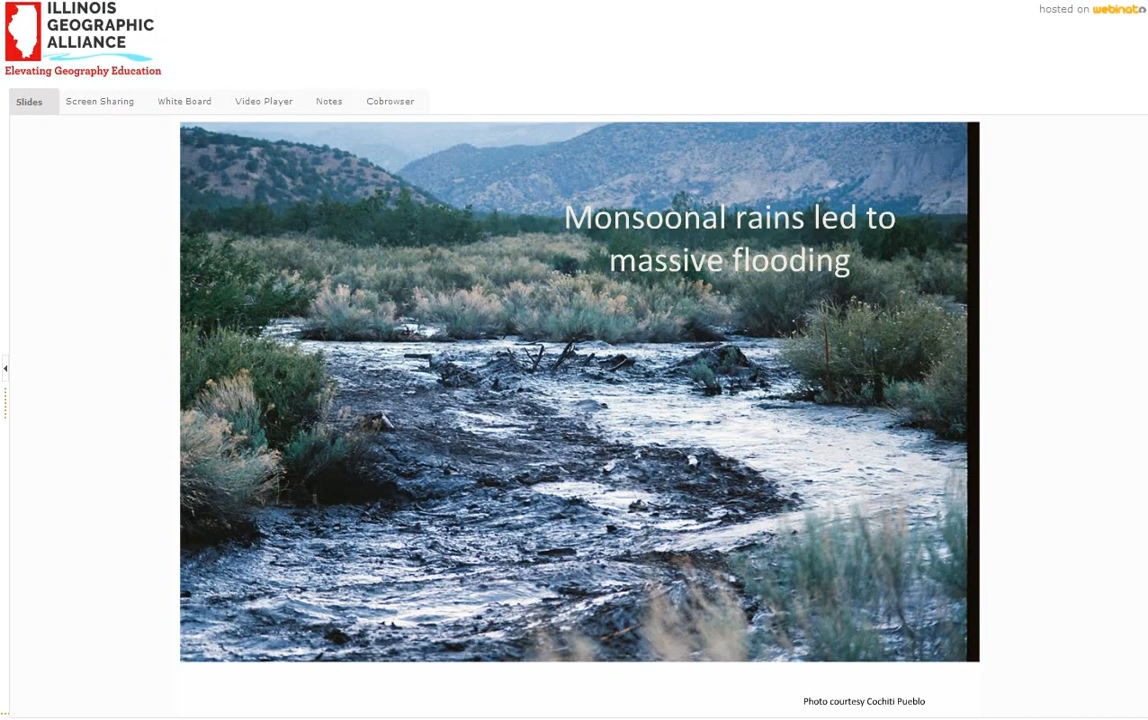 ILLINOIS
GEOGRAPHIC
ALLIANCE
Elevating Geography Education
hosted on webinato
Slides
Screen Sharing
White Board
Video Player
Notes
Cobrowser
Monsoonal rains led to
massive flooding
Photo courtesy Cochiti Pueblo